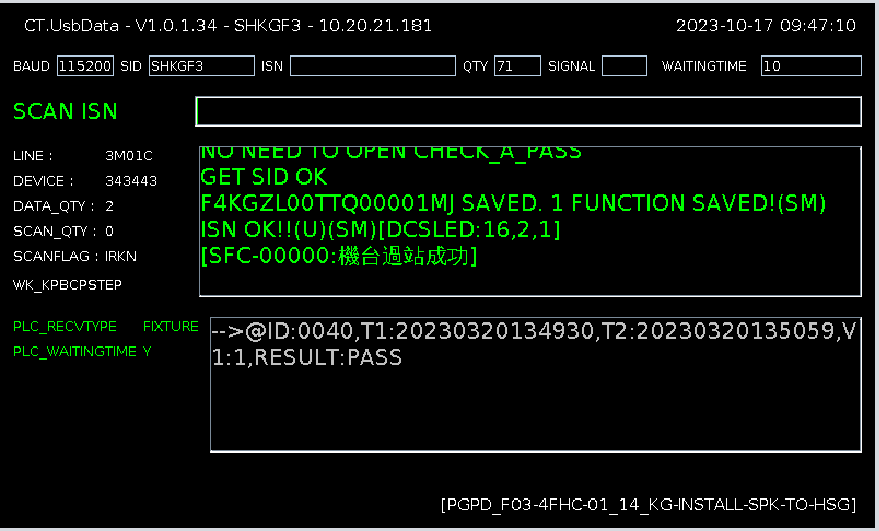 CT.UsbData - V1.0.1.34 - SHKGF3 - 10.20.21.181 2023-10-17 09:47:10
BAUD 115200 SID SHKGF3 ISN QTY 71 SIGNAL WAITINGTIME 10
SCAN ISN
LINE : 3M01C
DEVICE : 343443
DATA_QTY : 2
SCAN_QTY : 0
SCANFLAG : IRKN
WK_KPBCPSTEP
NO NEED TO OPEN CHECK_A_PASS
GET SID OK
F4KGZL00TTQ00001MJ SAVED. 1 FUNCTION SAVED!(SM)
ISN OK!!(U)(SM)[DCSLED:16,2,1]
[SFC-00000:機台過站成功]
PLC_RECVTYPE FIXTURE
PLC_WAITINGTIME Y
-->@ID:0040,T1:20230320134930,T2:20230320135059,V
1:1,RESULT:PASS
[PGPD_F03-4FHC-01_14_KG-INSTALL-SPK-TO-HSG]